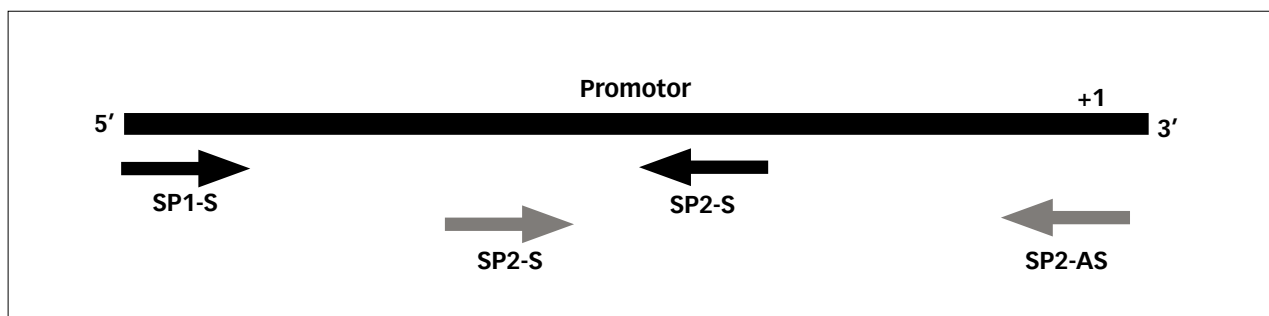 Promotor
+1
5’
3’
SP1-S
SP2-S
SP2-S
SP2-AS